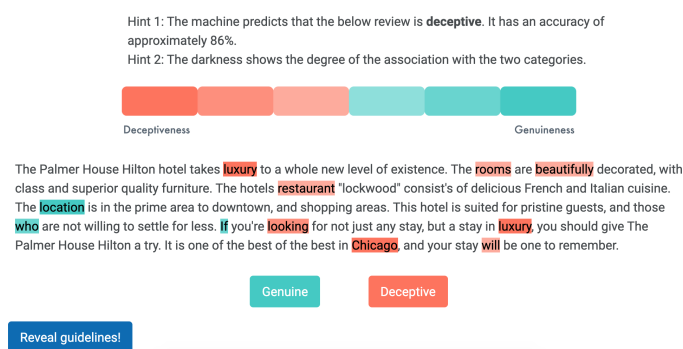 Hint 1: The machine predicts that the below review is deceptive. It has an accuracy of
approximately 86%.
Hint 2: The darkness shows the degree of the association with the two categories.
Deceptiveness Genuineness
The Palmer House Hilton hotel takes luxury to a whole new level of existence. The rooms are beautifully decorated, with
class and superior quality furniture. The hotels restaurant "lockwood" consist's of delicious French and Italian cuisine.
The location is in the prime area to downtown, and shopping areas. This hotel is suited for pristine guests, and those
who are not willing to settle for less. If you're looking for not just any stay, but a stay in luxury, you should give The
Palmer House Hilton a try. It is one of the best of the best in Chicago, and your stay will be one to remember.
Genuine Deceptive
Reveal guidelines!